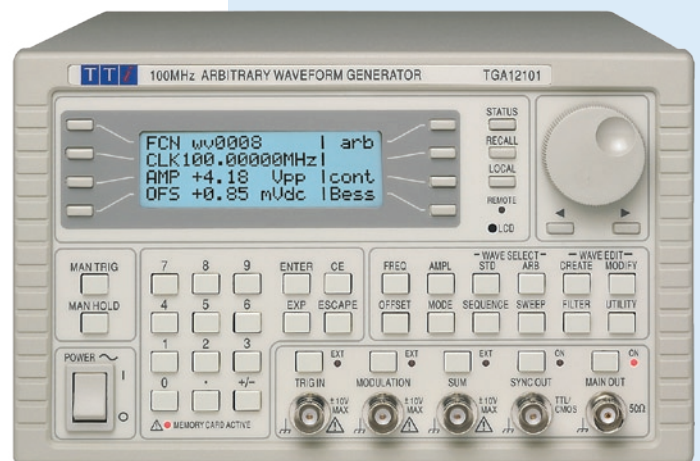 TTi 100MHz ARBITRARY WAVEFORM GENERATOR TGA12101
STATUS
RECALL
LOCAL
REMOTE
LCD
FCN wv0008 | arb
CLK100.00000MHz|
AMP +4.18 Vpp |cont
OFS +0.85 mVdc |Bess
MAN TRIG
MAN HOLD
7 8 9 ENTER CE
4 5 6 EXP ESCAPE
1 2 3
0 . +/-
MEMORY CARD ACTIVE
WAVE SELECT WAVE EDIT
FREQ AMPL STD ARB CREATE MODIFY
OFFSET MODE SEQUENCE SWEEP FILTER UTILITY
POWER
I
O
EXT EXT EXT ON ON
TRIG IN MODULATION SUM SYNC OUT MAIN OUT
±10V MAX ±10V MAX ±10V MAX TTL/CMOS 50Ω